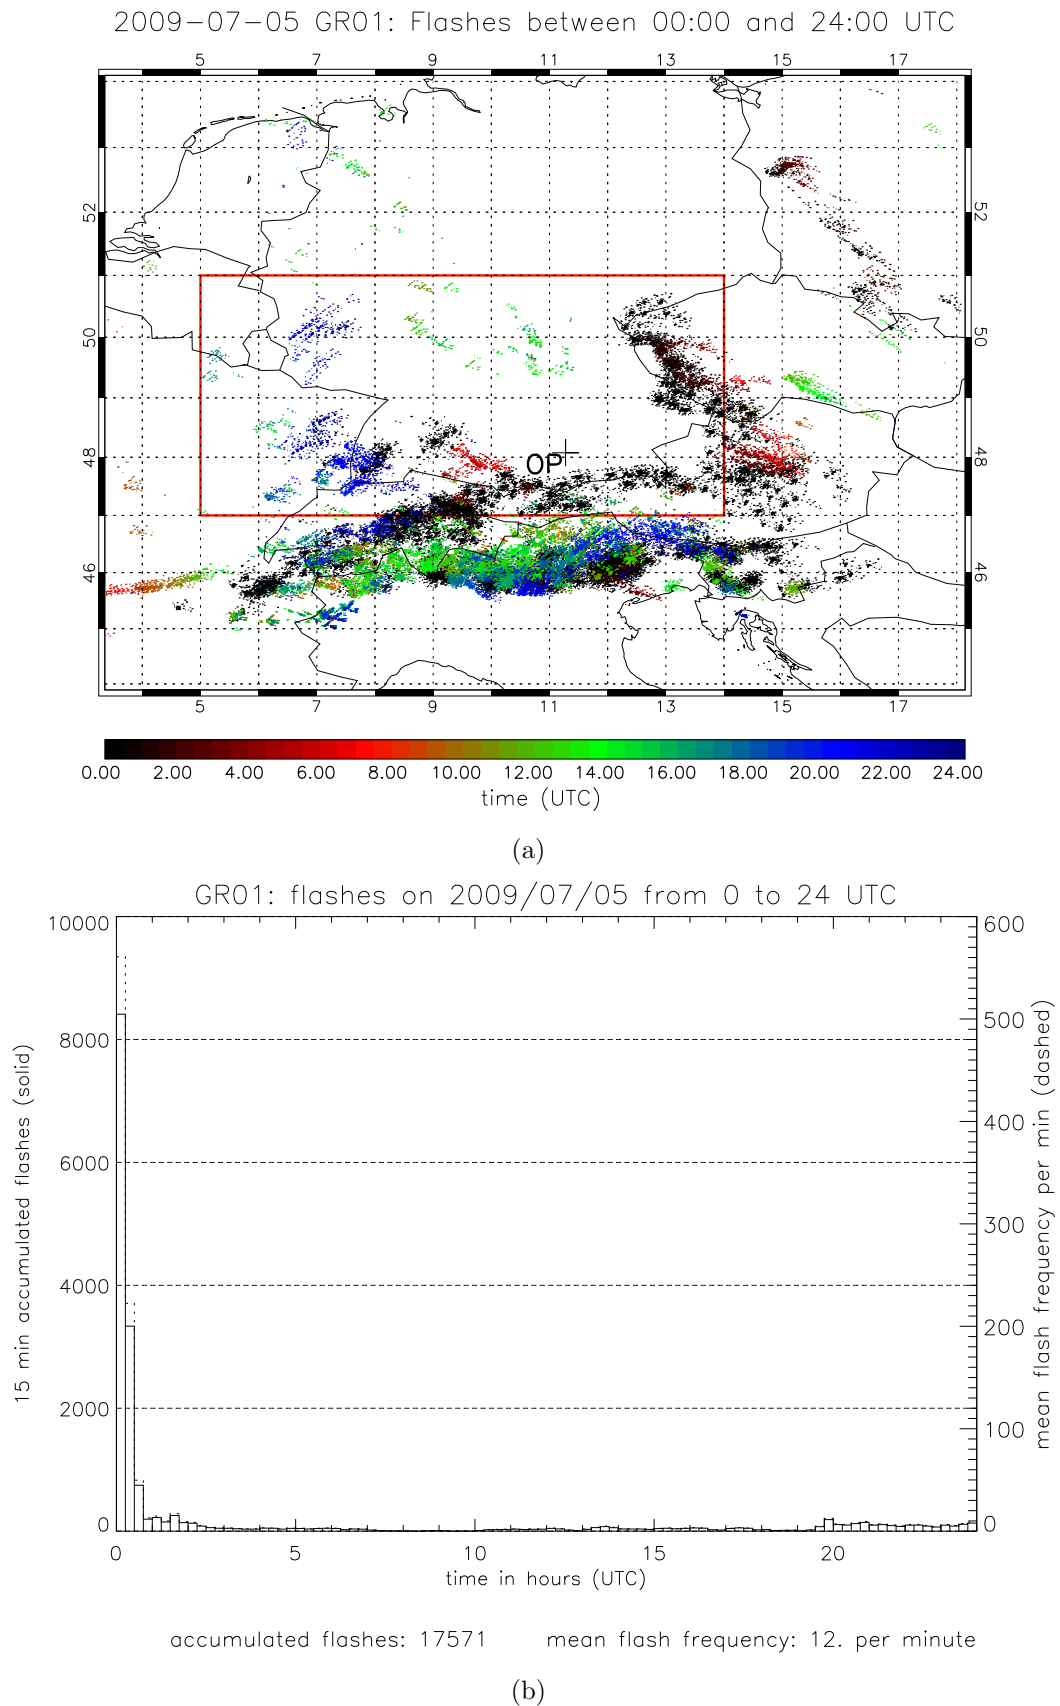 2009-07-05 GR01: Flashes between 00:00 and 24:00 UTC
5 7 9 11 13 15 17
52 52
50 50
OP
48 48
46 46
5 7 9 11 13 15 17
0.00 2.00 4.00 6.00 8.00 10.00 12.00 14.00 16.00 18.00 20.00 22.00 24.00
time (UTC)
(a)
GR01: flashes on 2009/07/05 from 0 to 24 UTC
15 min accumulated flashes (solid)
10000
8000
6000
4000
2000
0
600
500
400
300
200
100
0
mean flash frequency per min (dashed)
0 5 10 15 20
time in hours (UTC)
accumulated flashes: 17571 mean flash frequency: 12. per minute
(b)